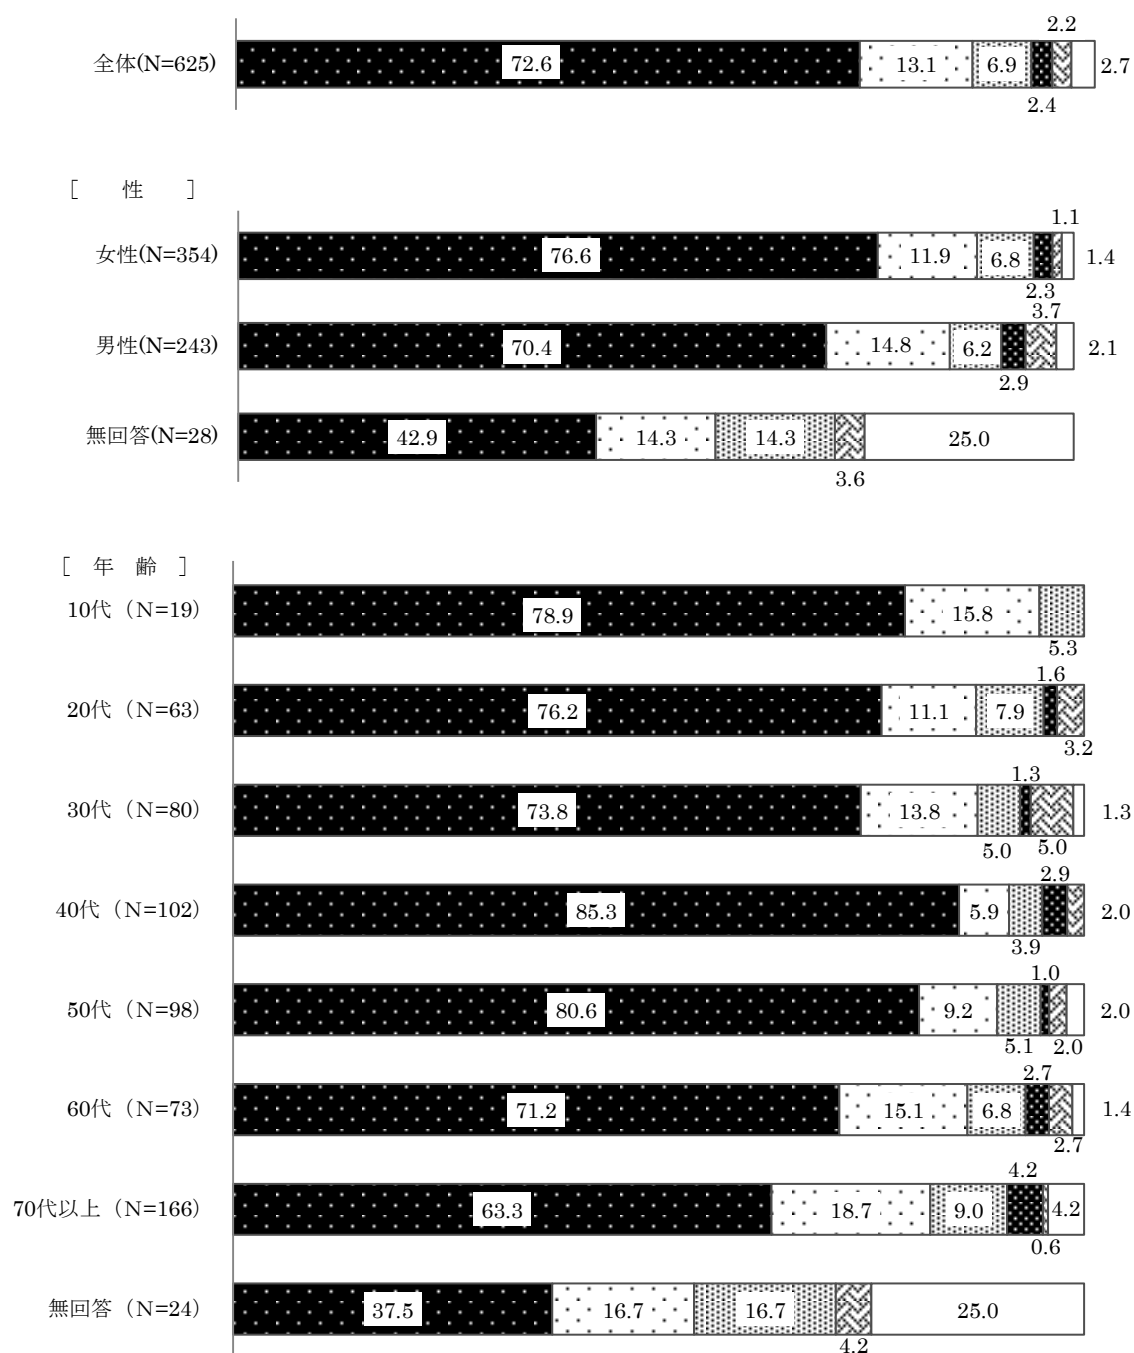 2.2
全体(N=625) 72.6 13.1 6.9 2.7
2.4
［ 性 ］
1.1
女性(N=354) 76.6 11.9 6.8 1.4
2.3
3.7
男性(N=243) 70.4 14.8 6.2 2.1
2.9
無回答(N=28) 42.9 14.3 14.3 25.0
3.6
［ 年 齢 ］
10代（N=19） 78.9 15.8
5.3
1.6
20代（N=63） 76.2 11.1 7.9
3.2
1.3
30代（N=80） 73.8 13.8 1.3
5.0 5.0
2.9
40代（N=102） 85.3 5.9 2.0
3.9
1.0
50代（N=98） 80.6 9.2 2.0
5.1 2.0
2.7
60代（N=73） 71.2 15.1 6.8 1.4
2.7
4.2
70代以上（N=166） 63.3 18.7 9.0 4.2
0.6
無回答（N=24） 37.5 16.7 16.7 25.0
4.2